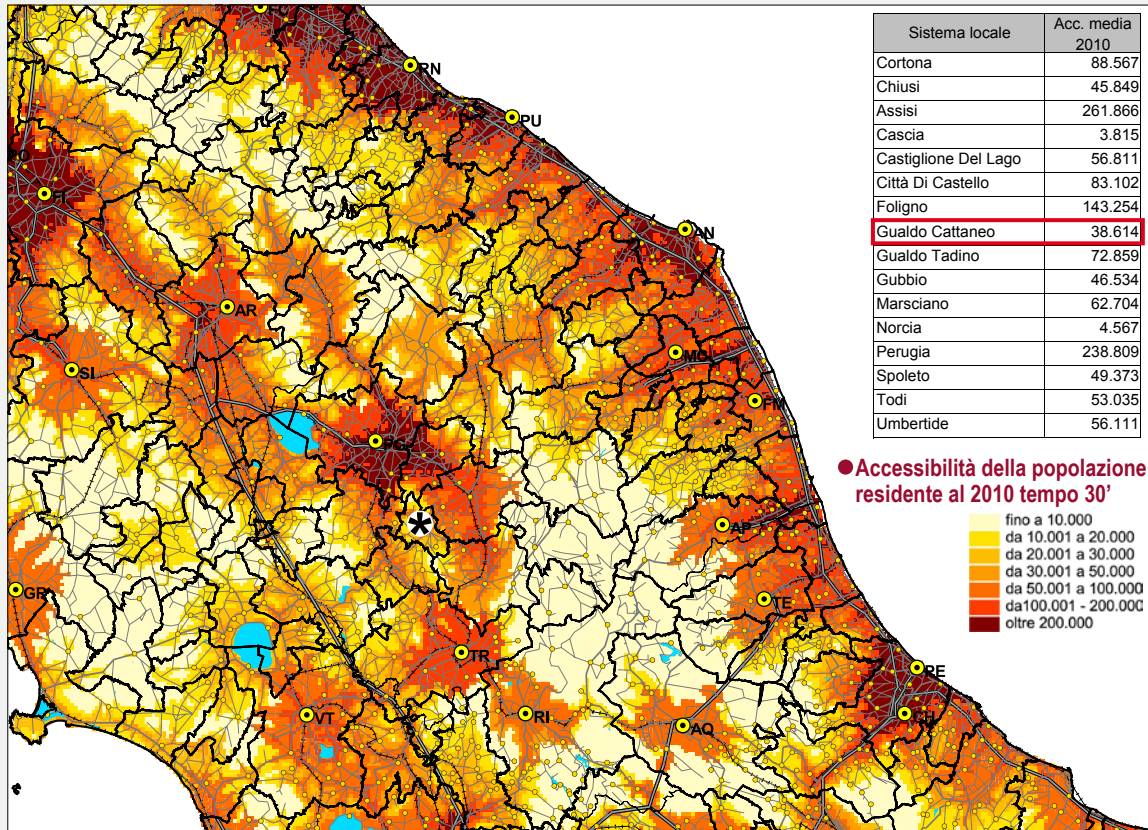 Sistema locale Acc. media 2010
Cortona 88.567
Chiusi 45.849
Assisi 261.866
Cascia 3.815
Castiglione Del Lago 56.811
Città Di Castello 83.102
Foligno 143.254
Gualdo Cattaneo 38.614
Gualdo Tadino 72.859
Gubbio 46.534
Marsciano 62.704
Norcia 4.567
Perugia 238.809
Spoleto 49.373
Todi 53.035
Umbertide 56.111
Accessibilità della popolazione
residente al 2010 tempo 30’
fino a 10.000
da 10.001 a 20.000
da 20.001 a 30.000
da 30.001 a 50.000
da 50.001 a 100.000
da100.001 - 200.000
oltre 200.000
RN
PU
FI
AN
AR
MC
SI
FM
PG
*
AP
GR
TE
TR
PE
VT
RI
AQ
CH